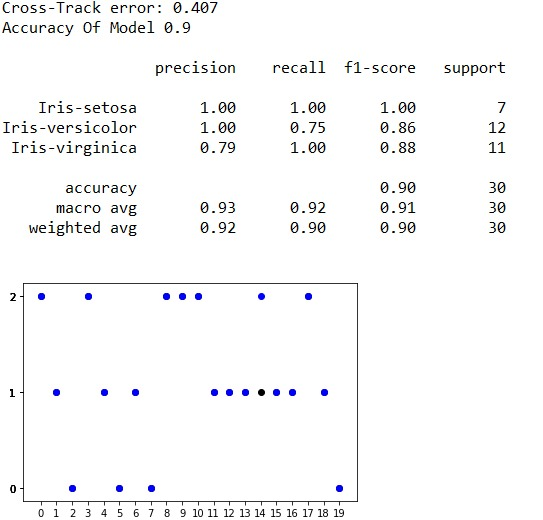 Cross-Track error: 0.407
Accuracy Of Model 0.9
precision recall f1-score support
Iris-setosa 1.00 1.00 1.00 7
Iris-versicolor 1.00 0.75 0.86 12
Iris-virginica 0.79 1.00 0.88 11
accuracy 0.90 30
macro avg 0.93 0.92 0.91 30
weighted avg 0.92 0.90 0.90 30
2
1
0
0 1 2 3 4 5 6 7 8 9 10 11 12 13 14 15 16 17 18 19